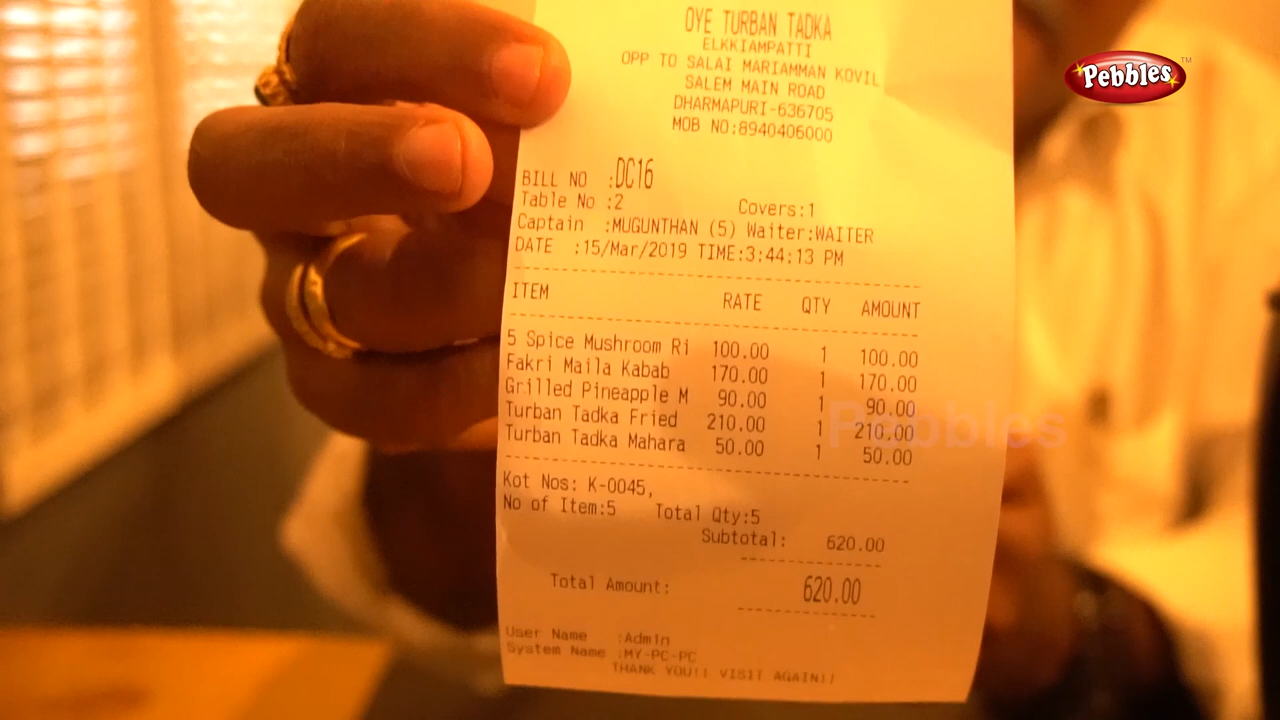 OYE TURBAN TADKA
ELKKIAMPATTI
OPP TO SALAI MARIAMMAN KOVIL
SALEM MAIN ROAD
DHARMAPURI-636705
MOB NO:8940406000
Pebbles™
BILL NO :DC16
Table No :2 Covers:1
Captain :MUGUNTHAN (5) Waiter:WAITER
DATE :15/Mar/2019 TIME:3:44:13 PM
ITEM RATE QTY AMOUNT
5 Spice Mushroom Ri 100.00 1 100.00
Fakri Maila Kabab 170.00 1 170.00
Grilled Pineapple M 90.00 1 90.00
Turban Tadka Fried 210.00 1 210.00
Turban Tadka Mahara 50.00 1 50.00
Pebbles
Kot Nos: K-0045,
No of Item:5 Total Qty:5
Subtotal: 620.00
Total Amount: 620.00
User Name :Admin
System Name :MY-PC-PC
THANK YOU!! VISIT AGAIN!!